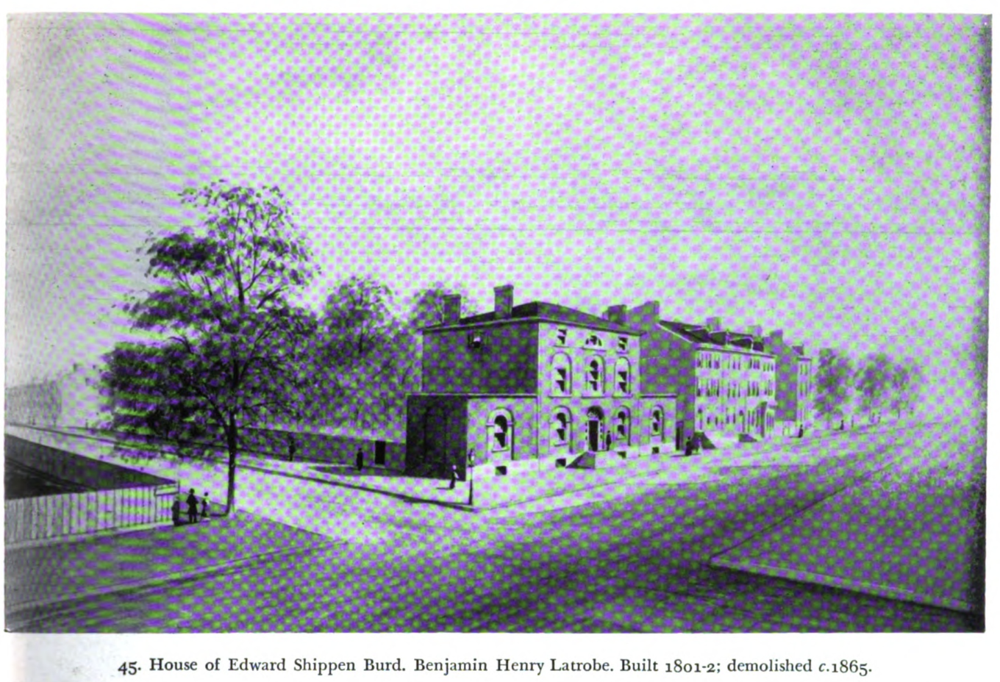 45. House of Edward Shippen Burd. Benjamin Henry Latrobe. Built 1801-2; demolished c.1865.